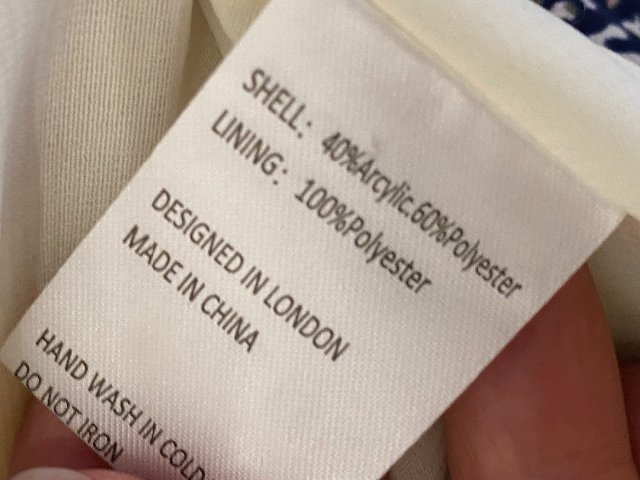 SHELL: 40%Arcylic.60%Polyester
LINING: 100%Polyester
DESIGNED IN LONDON
MADE IN CHINA
HAND WASH IN COLD
DO NOT IRON